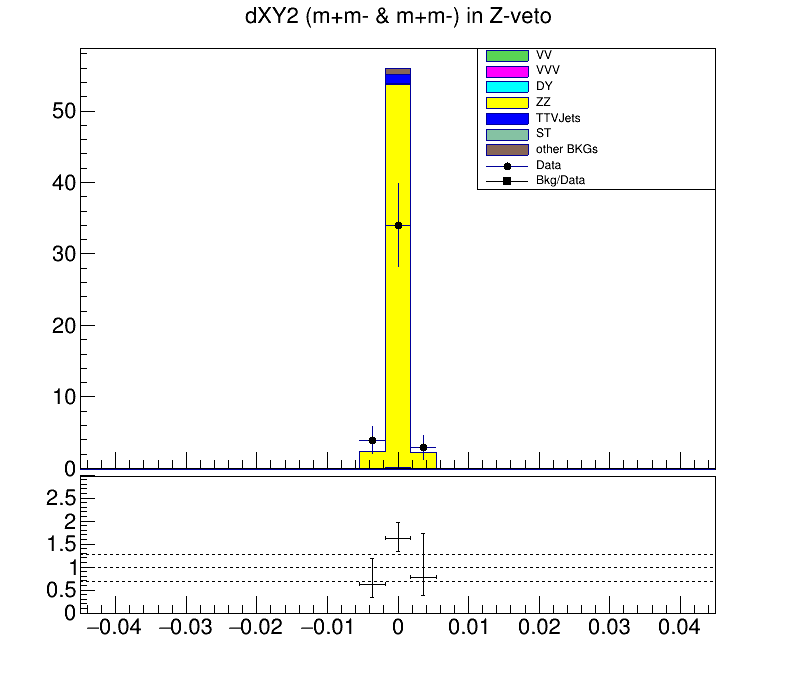 dXY2 (m+m- & m+m-) in Z-veto
VV
VVV
DY
ZZ
TTVJets
ST
other BKGs
Data
Bkg/Data
50
40
30
20
10
0
2.5
2
1.5
1
0.5
0
−0.04 −0.03 −0.02 −0.01 0 0.01 0.02 0.03 0.04